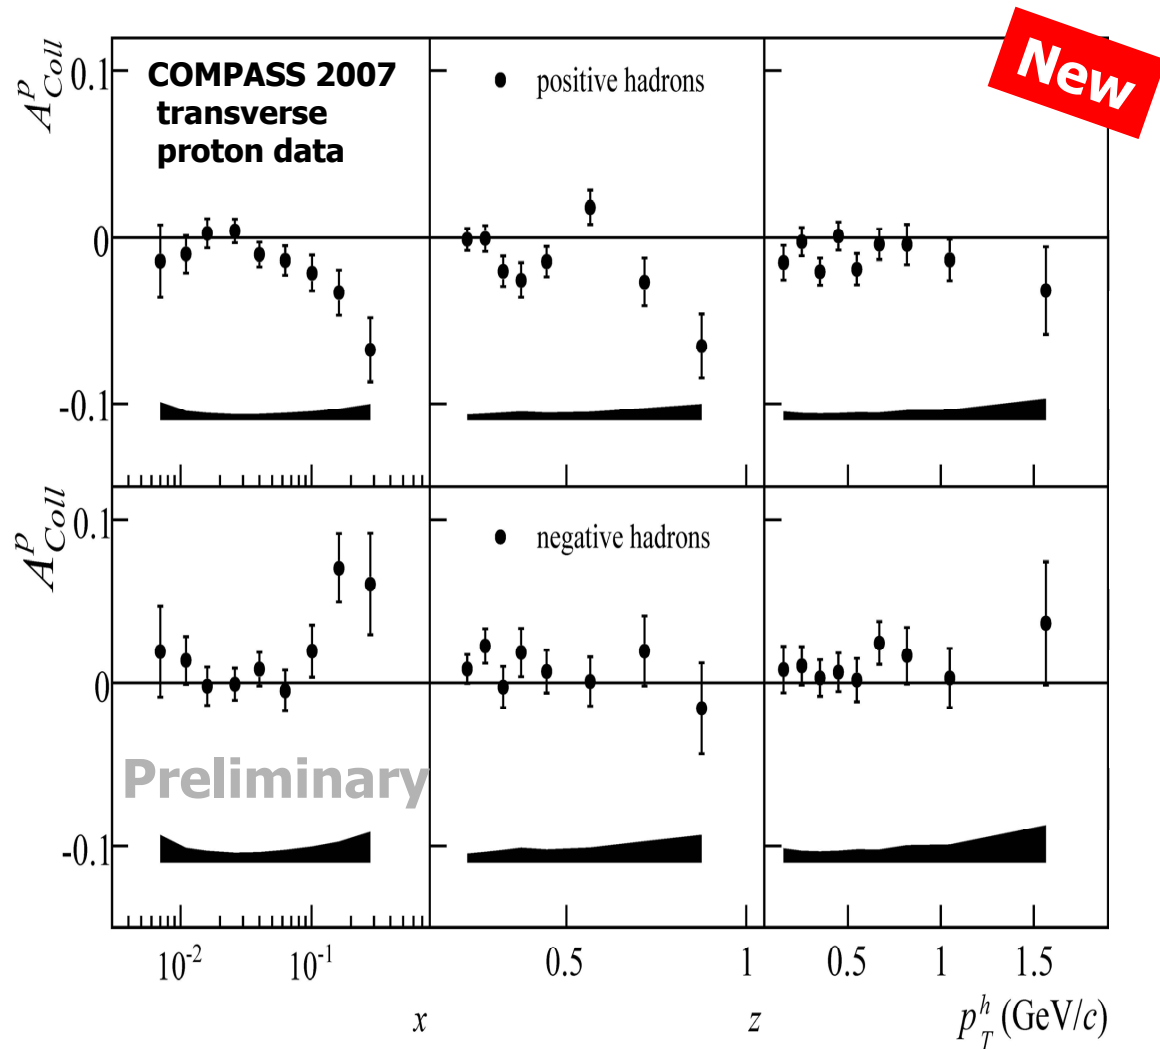 New
A^p_Coll
0.1
0
-0.1
COMPASS 2007
transverse
proton data
positive hadrons
A^p_Coll
0.1
0
-0.1
negative hadrons
Preliminary
10^-2 10^-1 0.5 1 0.5 1 1.5
x z p_T^h (GeV/c)